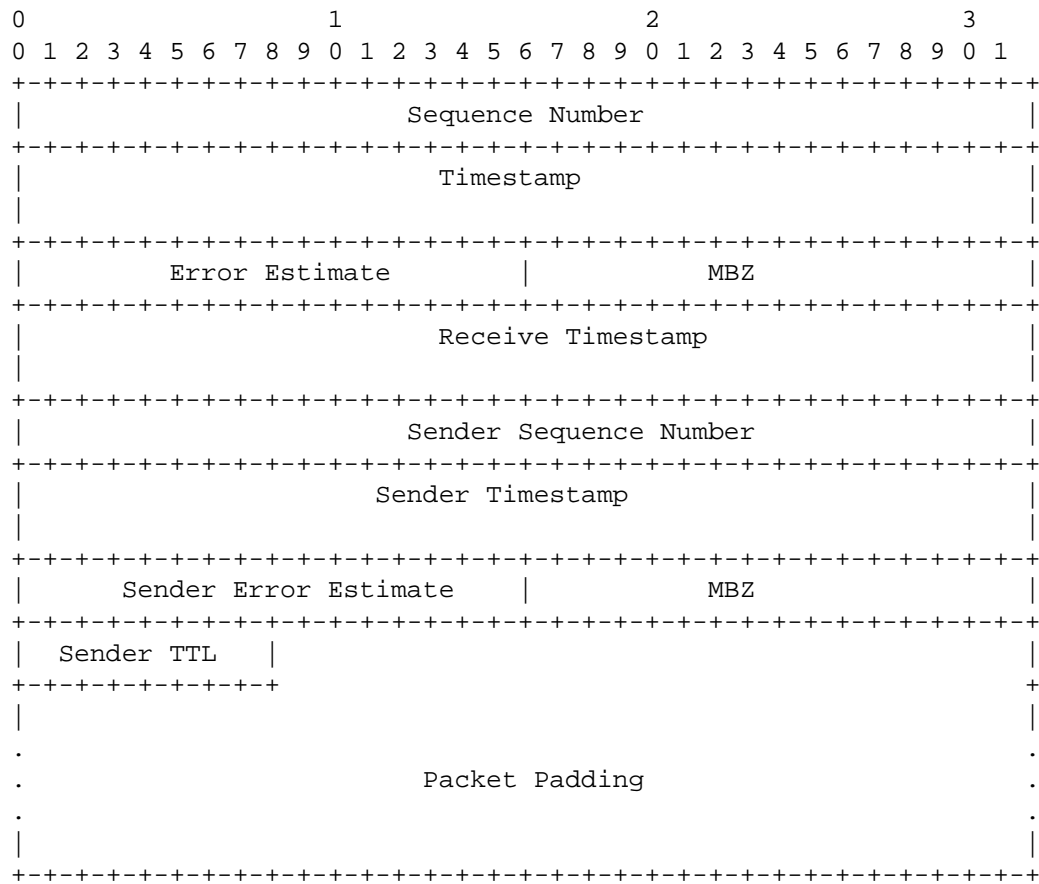 0                   1                   2                   3
0 1 2 3 4 5 6 7 8 9 0 1 2 3 4 5 6 7 8 9 0 1 2 3 4 5 6 7 8 9 0 1
+-+-+-+-+-+-+-+-+-+-+-+-+-+-+-+-+-+-+-+-+-+-+-+-+-+-+-+-+-+-+-+-+
|                        Sequence Number                        |
+-+-+-+-+-+-+-+-+-+-+-+-+-+-+-+-+-+-+-+-+-+-+-+-+-+-+-+-+-+-+-+-+
|                          Timestamp                            |
|                                                               |
+-+-+-+-+-+-+-+-+-+-+-+-+-+-+-+-+-+-+-+-+-+-+-+-+-+-+-+-+-+-+-+-+
|         Error Estimate        |           MBZ                 |
+-+-+-+-+-+-+-+-+-+-+-+-+-+-+-+-+-+-+-+-+-+-+-+-+-+-+-+-+-+-+-+-+
|                          Receive Timestamp                    |
|                                                               |
+-+-+-+-+-+-+-+-+-+-+-+-+-+-+-+-+-+-+-+-+-+-+-+-+-+-+-+-+-+-+-+-+
|                        Sender Sequence Number                 |
+-+-+-+-+-+-+-+-+-+-+-+-+-+-+-+-+-+-+-+-+-+-+-+-+-+-+-+-+-+-+-+-+
|                      Sender Timestamp                         |
|                                                               |
+-+-+-+-+-+-+-+-+-+-+-+-+-+-+-+-+-+-+-+-+-+-+-+-+-+-+-+-+-+-+-+-+
|      Sender Error Estimate    |           MBZ                 |
+-+-+-+-+-+-+-+-+-+-+-+-+-+-+-+-+-+-+-+-+-+-+-+-+-+-+-+-+-+-+-+-+
|  Sender TTL   |                                               |
+-+-+-+-+-+-+-+-+                                               +
|                                                               |
.                                                               .
.                         Packet Padding                        .
.                                                               .
|                                                               |
+-+-+-+-+-+-+-+-+-+-+-+-+-+-+-+-+-+-+-+-+-+-+-+-+-+-+-+-+-+-+-+-+